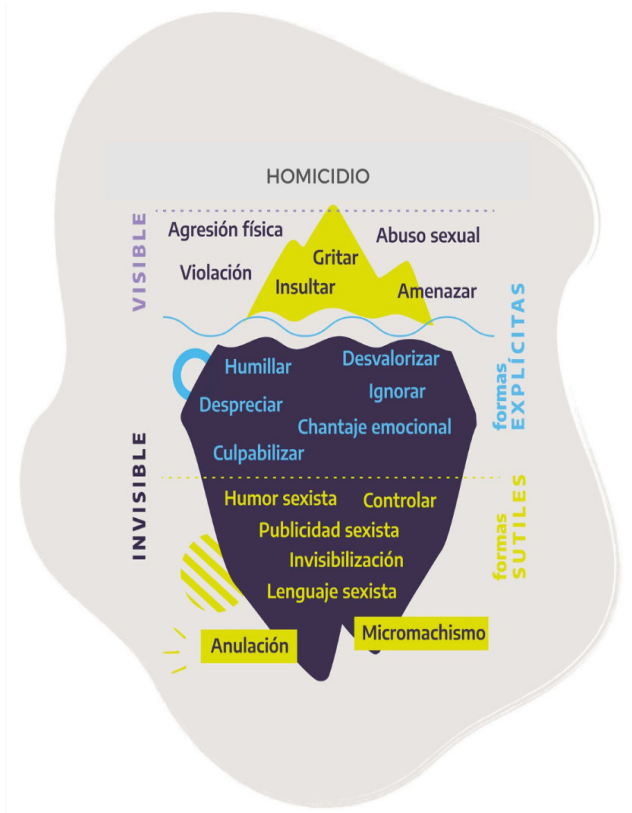 HOMICIDIO
VISIBLE
Agresión física
Abuso sexual
Gritar
Violación
Insultar
Amenazar
formas
EXPLÍCITAS
Humillar
Desvalorizar
Ignorar
Despreciar
Chantaje emocional
Culpabilizar
INVISIBLE
Humor sexista
Controlar
Publicidad sexista
Invisibilización
Lenguaje sexista
formas
SUTILES
Anulación
Micromachismo